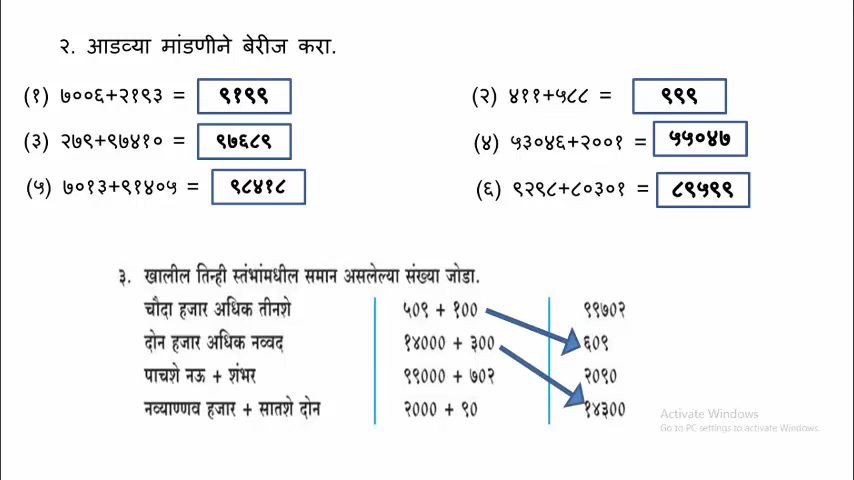 २. आडव्या मांडणीने बेरीज करा.
(१) ७००६+२१९३ = ९१९९ (२) ४११+५८८ = ९९९
(३) २७९+९७४१० = ९७६८९ (४) ५३०४६+२००१ = ५५०४७
(५) ७०१३+९१४०५ = ९८४१८ (६) ९२९८+८०३०१ = ८९५९९
३. खालील तिन्ही स्तंभांमधील समान असलेल्या संख्या जोडा.
चौदा हजार अधिक तीनशे ५०९ + १०० ९९७०२
दोन हजार अधिक नव्वद १४००० + ३०० ६०९
पाचशे नऊ + शंभर ९९००० + ७०२ २०९०
नव्याण्णव हजार + सातशे दोन २००० + ९० १४३००
Activate Windows
Go to PC settings to activate Windows.